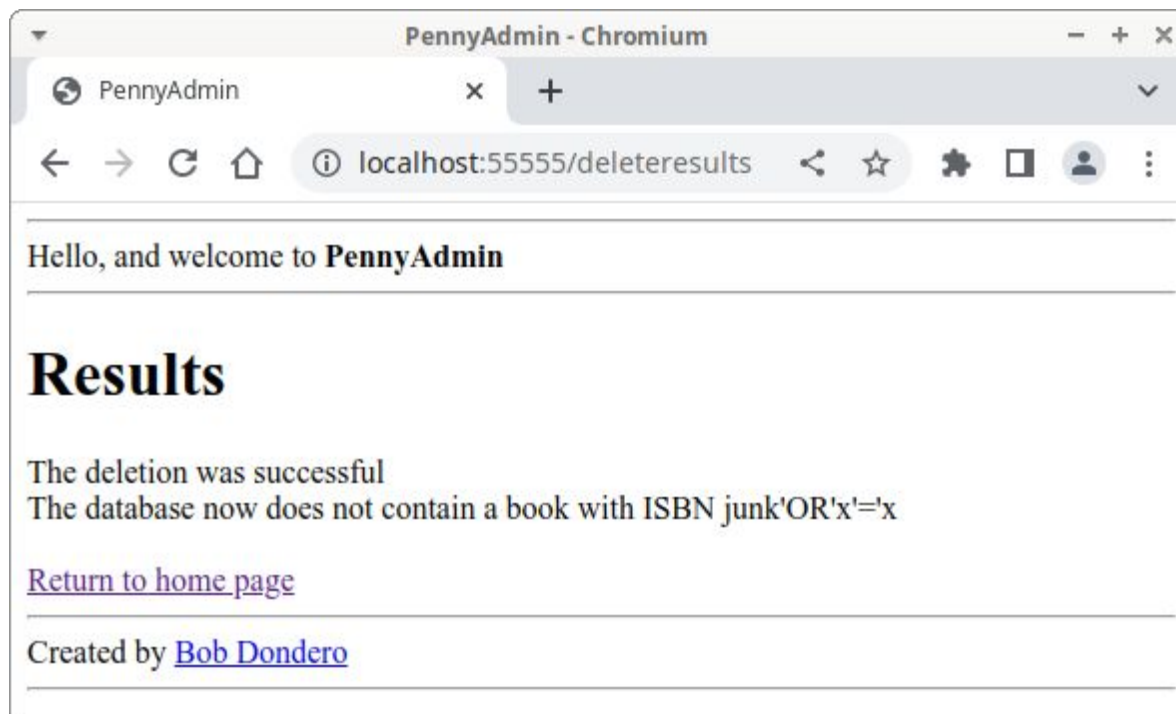 PennyAdmin - Chromium
PennyAdmin
localhost:55555/deleteresults
Hello, and welcome to PennyAdmin
Results
The deletion was successful
The database now does not contain a book with ISBN junk'OR'x'='x
Return to home page
Created by Bob Dondero